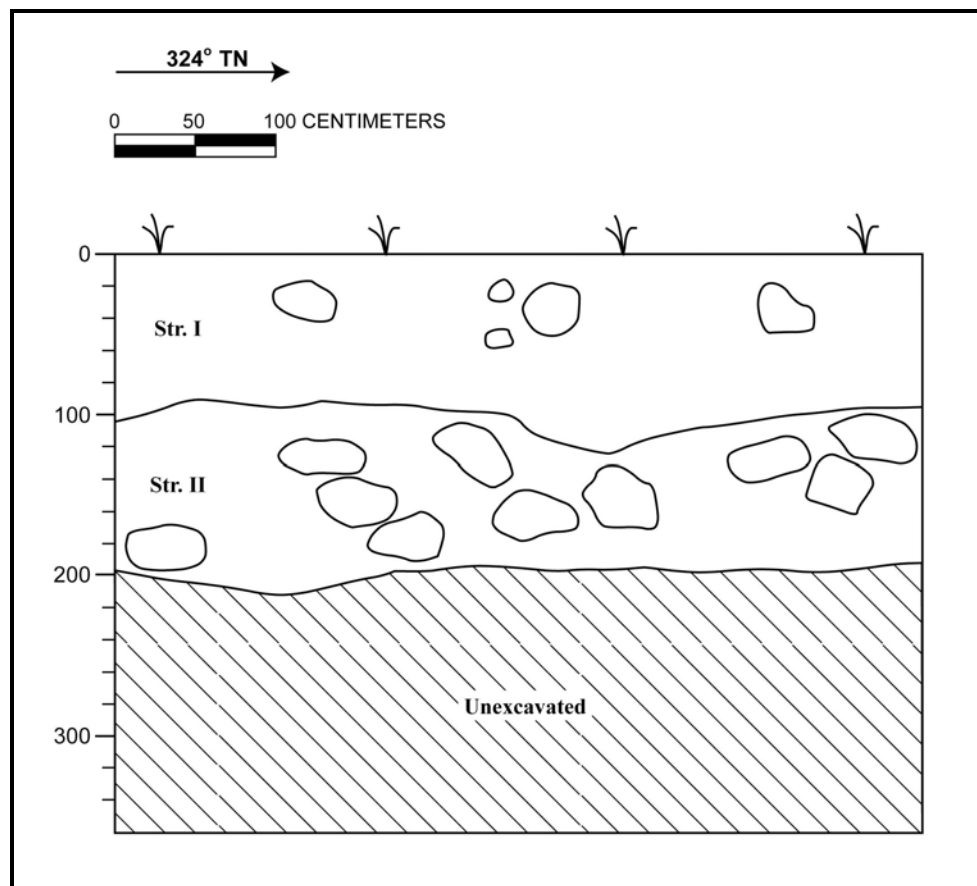 324° TN
0 50 100 CENTIMETERS
0
Str. I
100
Str. II
200
Unexcavated
300